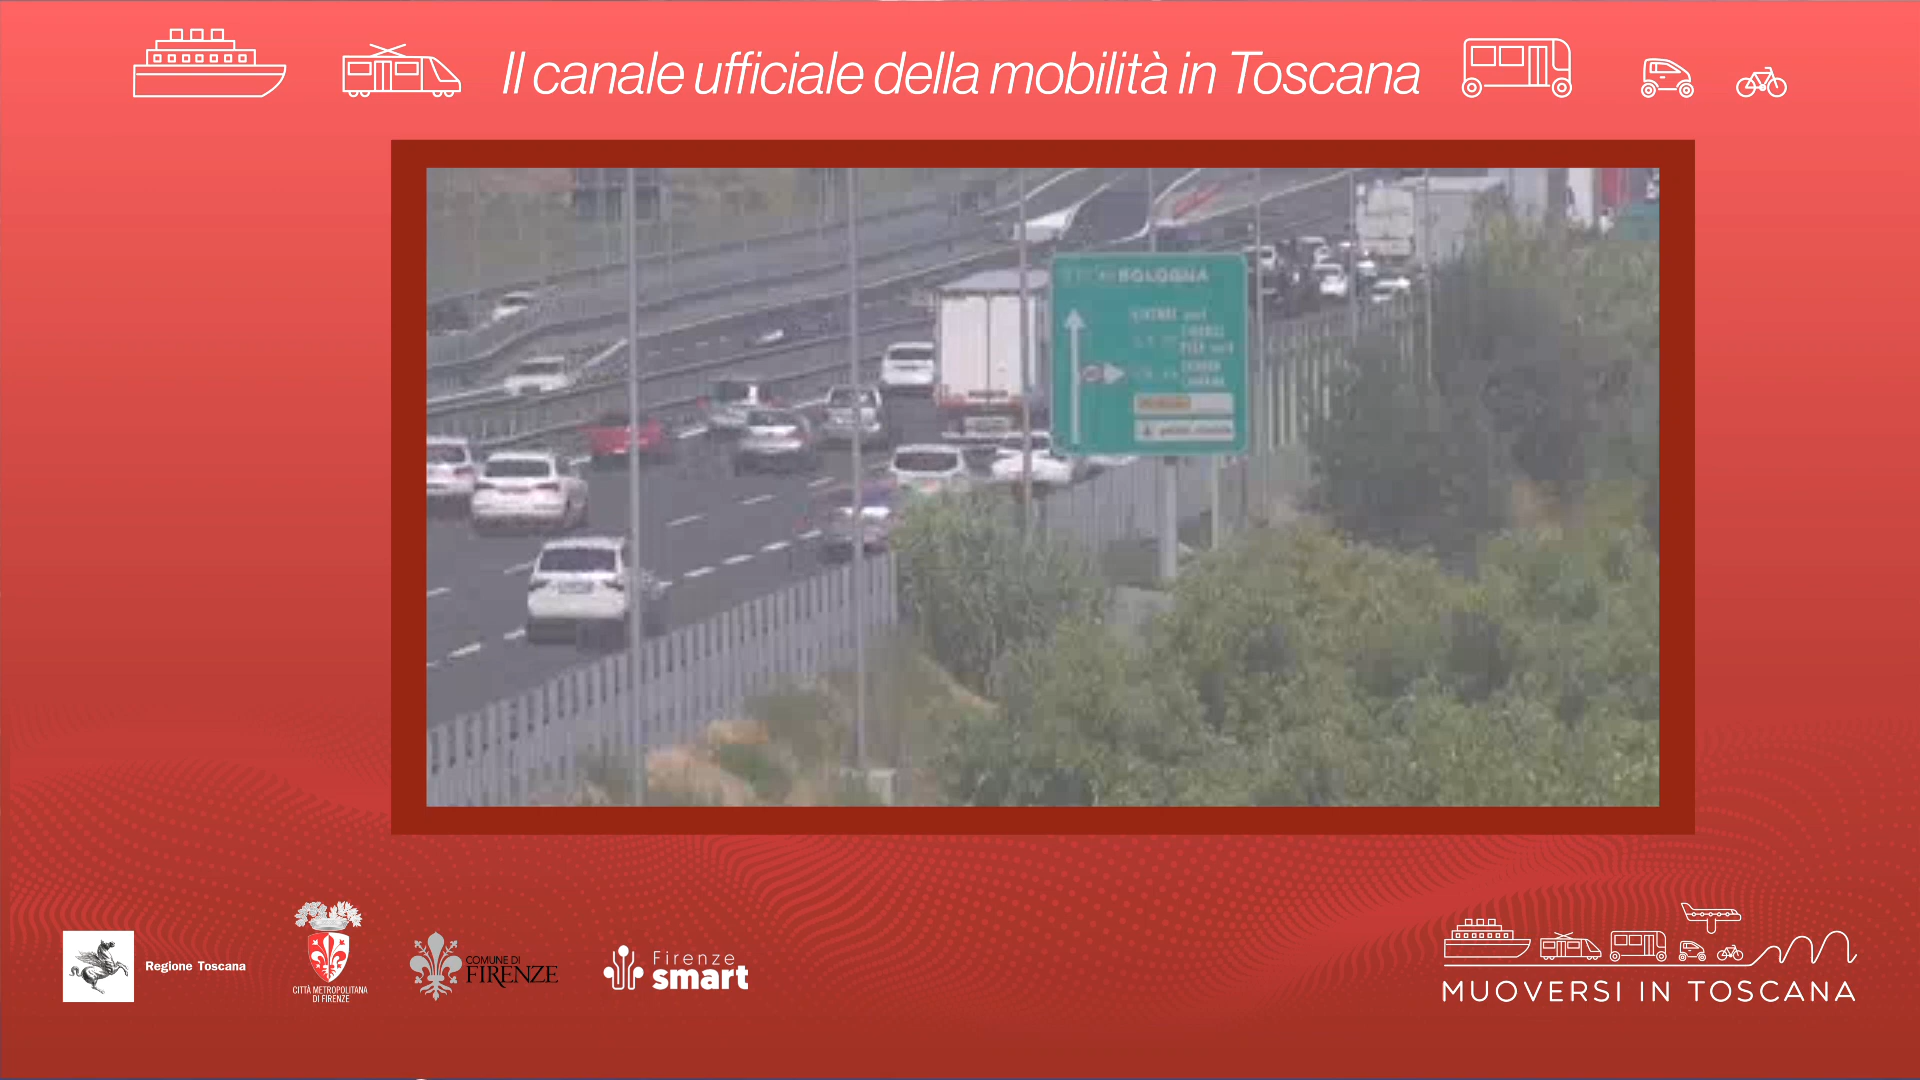 Il canale ufficiale della mobilità in Toscana
BOLOGNA
Regione Toscana
CITTÀ METROPOLITANA
DI FIRENZE
COMUNE DI
FIRENZE
Firenze
smart
MUOVERSI IN TOSCANA